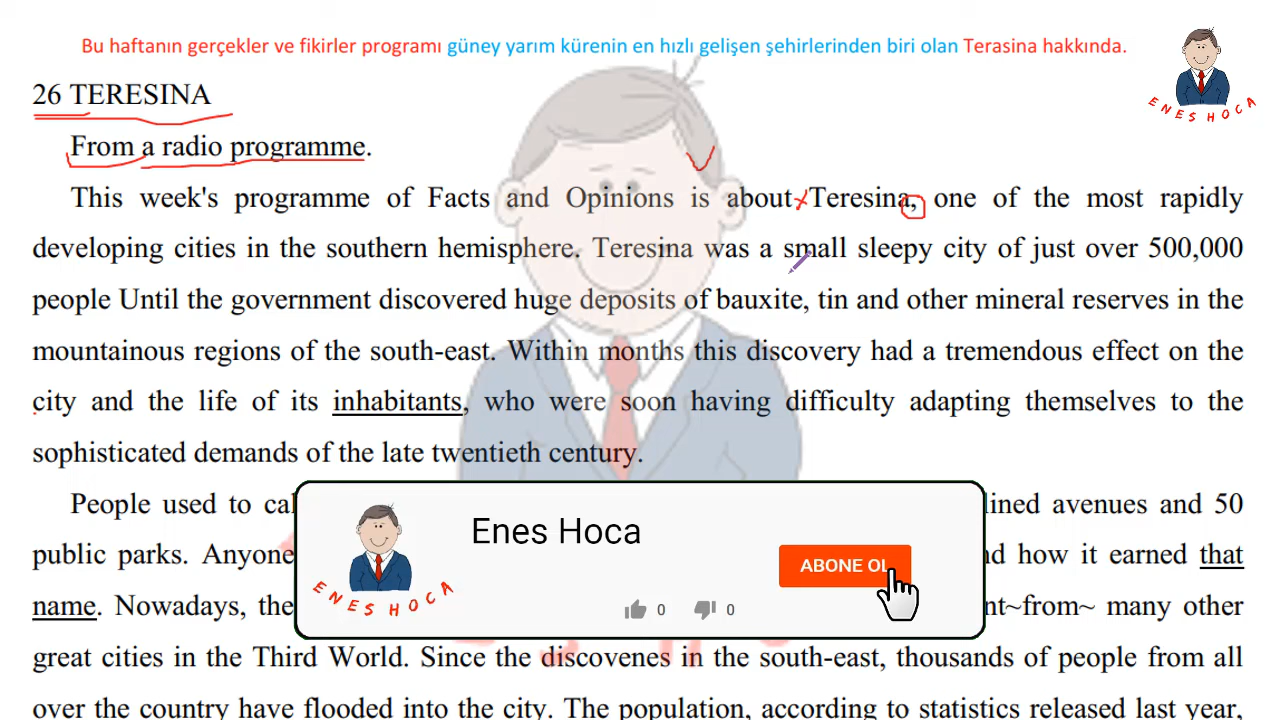 Bu haftanın gerçekler ve fikirler programı güney yarım kürenin en hızlı gelişen şehirlerinden biri olan Terasina hakkında.
ENES HOCA
26 TERESINA
From a radio programme.
This week's programme of Facts and Opinions is about Teresina, one of the most rapidly
developing cities in the southern hemisphere. Teresina was a small sleepy city of just over 500,000
people Until the government discovered huge deposits of bauxite, tin and other mineral reserves in the
mountainous regions of the south-east. Within months this discovery had a tremendous effect on the
city and the life of its inhabitants, who were soon having difficulty adapting themselves to the
sophisticated demands of the late twentieth century.
People used to lined avenues and 50
public parks. Anyone how it earned that
name. Nowadays, many other
great cities in the Third World. Since the discovenes in the south-east, thousands of people from all
over the country have flooded into the city. The population, according to statistics released last year,
Enes Hoca
ABONE OL
0 0
ENES HOCA